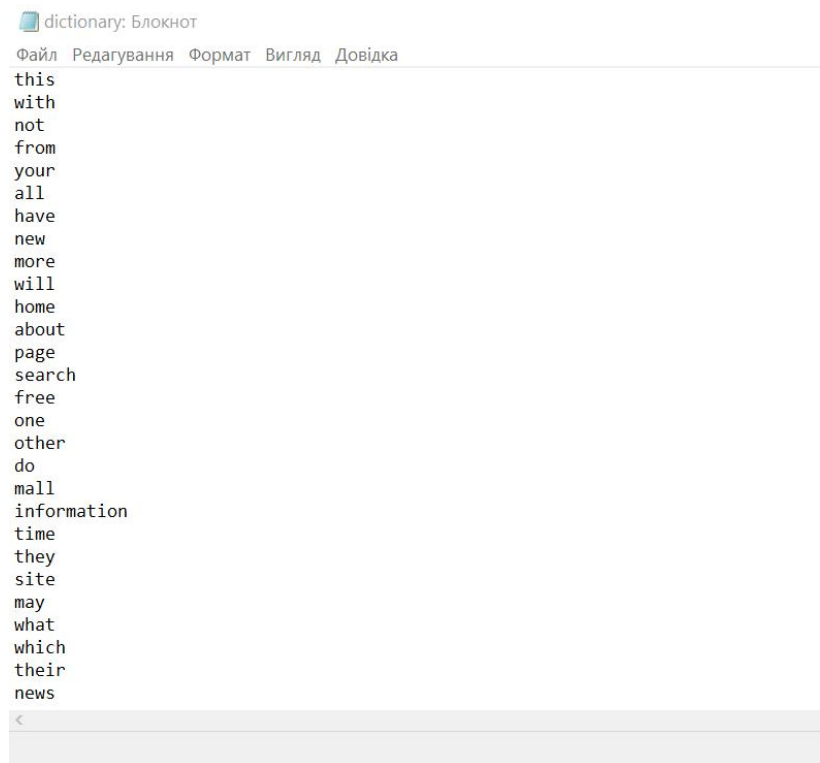 dictionary: Блокнот
Файл Редагування Формат Вигляд Довідка
this
with
not
from
your
all
have
new
more
will
home
about
page
search
free
one
other
do
mall
information
time
they
site
may
what
which
their
news